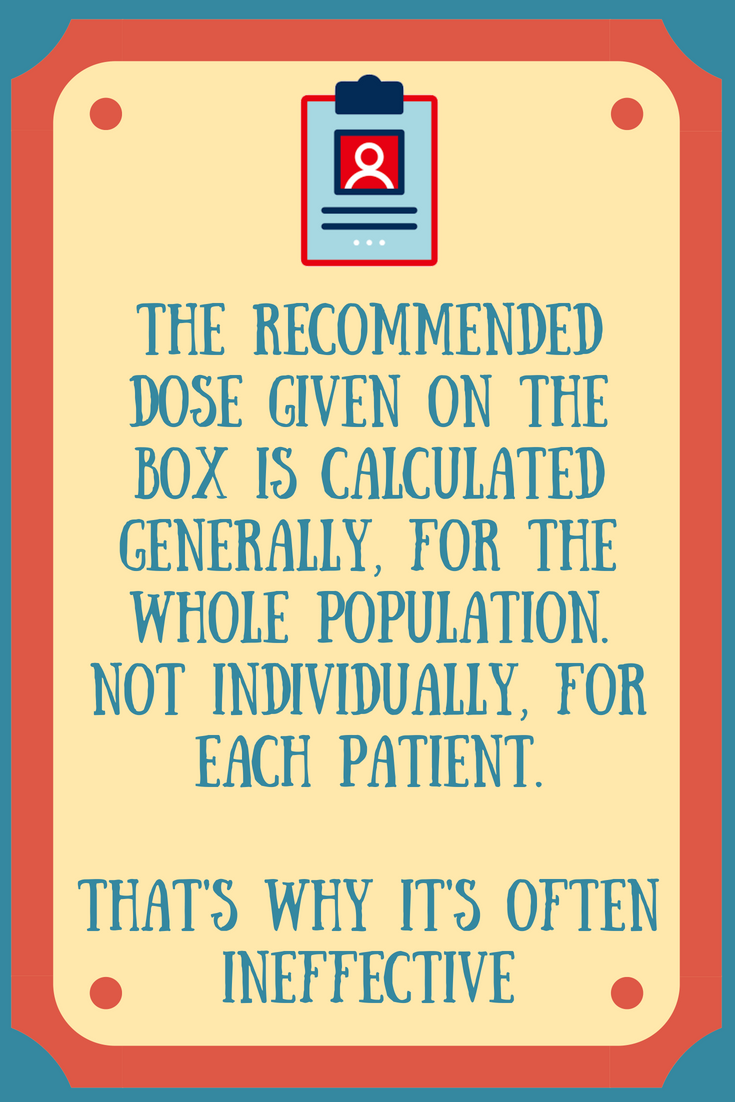 THE RECOMMENDED
DOSE GIVEN ON THE
BOX IS CALCULATED
GENERALLY, FOR THE
WHOLE POPULATION.
NOT INDIVIDUALLY, FOR
EACH PATIENT.
THAT'S WHY IT'S OFTEN
INEFFECTIVE